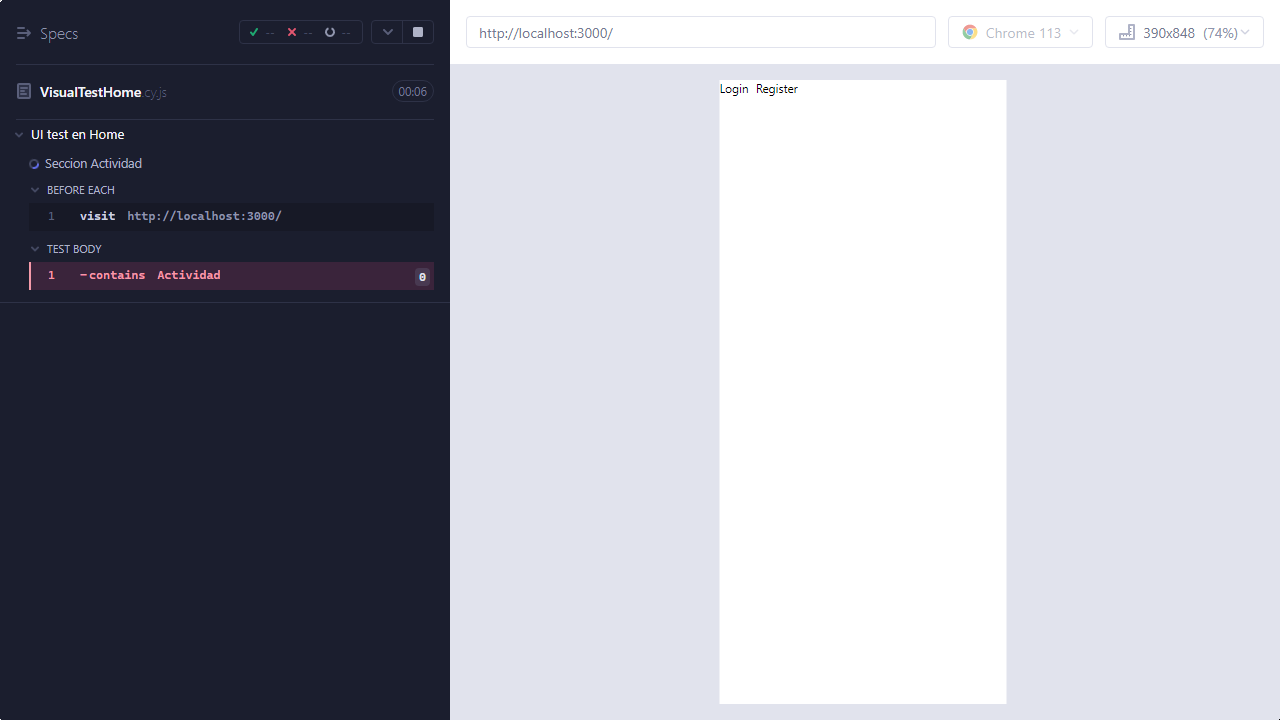 Specs -- -- --
VisualTestHome.cy.js 00:06
UI test en Home
Seccion Actividad
BEFORE EACH
1 visit http://localhost:3000/
TEST BODY
1 -contains Actividad 0
http://localhost:3000/ Chrome 113 390x848 (74%)
Login Register